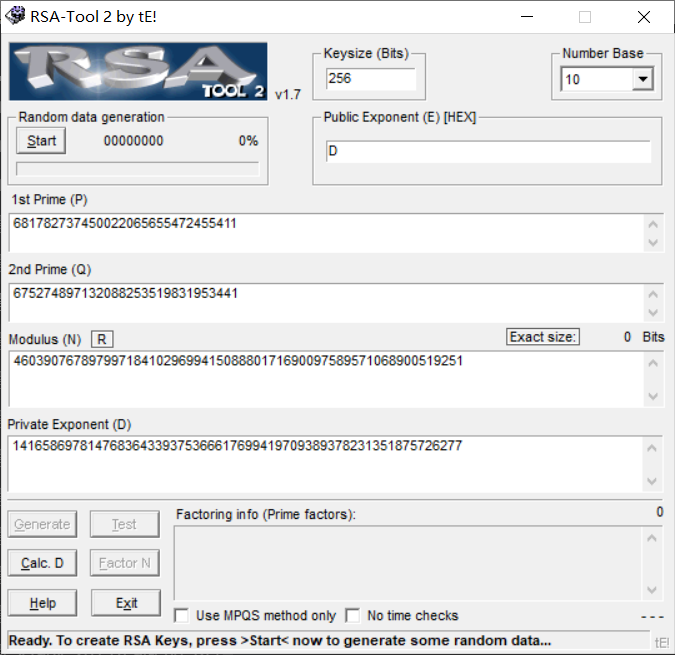 RSA-Tool 2 by tE!
RSA
TOOL 2
v1.7
Keysize (Bits)
256
Number Base
10
Random data generation
Start
00000000
0%
Public Exponent (E) [HEX]
D
1st Prime (P)
6817827374500220656554724 55411
2nd Prime (Q)
675274897132088253519831953441
Modulus (N)
R
Exact size:
0
Bits
460390767897997184102969941508880171690097589571068900519251
Private Exponent (D)
141658697814768364339375366617699419709389378231351875726277
Generate
Test
Calc. D
Factor N
Help
Exit
Factoring info (Prime factors):
0
Use MPQS method only
No time checks
---
Ready. To create RSA Keys, press >Start< now to generate some random data...
tE!